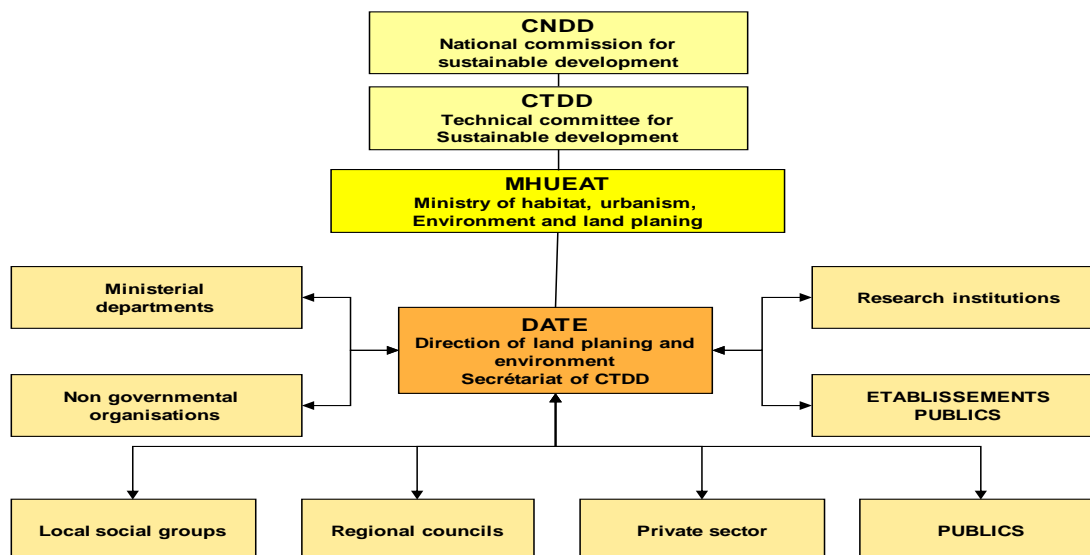 CNDD
National commission for
sustainable development
CTDD
Technical committee for
Sustainable development
MHUEAT
Ministry of habitat, urbanism,
Environment and land planing
Ministerial
departments
Research institutions
DATE
Direction of land planing and
environment
Secrétariat of CTDD
Non governmental
organisations
ETABLISSEMENTS
PUBLICS
Local social groups
Regional councils
Private sector
PUBLICS